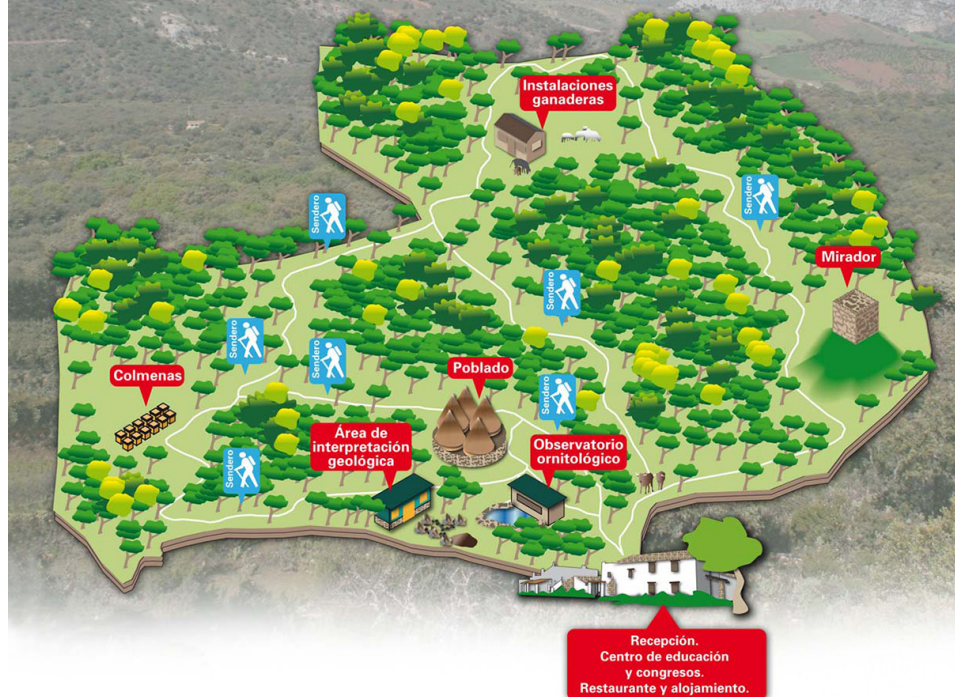 Instalaciones
ganaderas
Sendero
Sendero
Mirador
Sendero
Sendero
Sendero
Poblado
Colmenas
Sendero
Área de
interpretación
geológica
Observatorio
ornitológico
Sendero
Recepción.
Centro de educación
y congresos.
Restaurante y alojamiento.